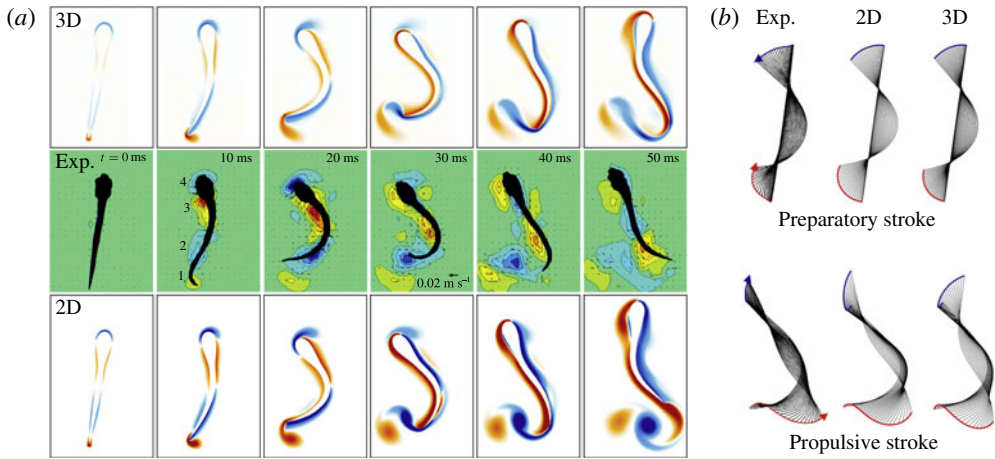 (a)
3D
Exp.
t = 0 ms
10 ms
20 ms
30 ms
40 ms
50 ms
4
3
2
1
0.02 m s⁻¹
2D
(b)
Exp. 2D 3D
Preparatory stroke
Propulsive stroke